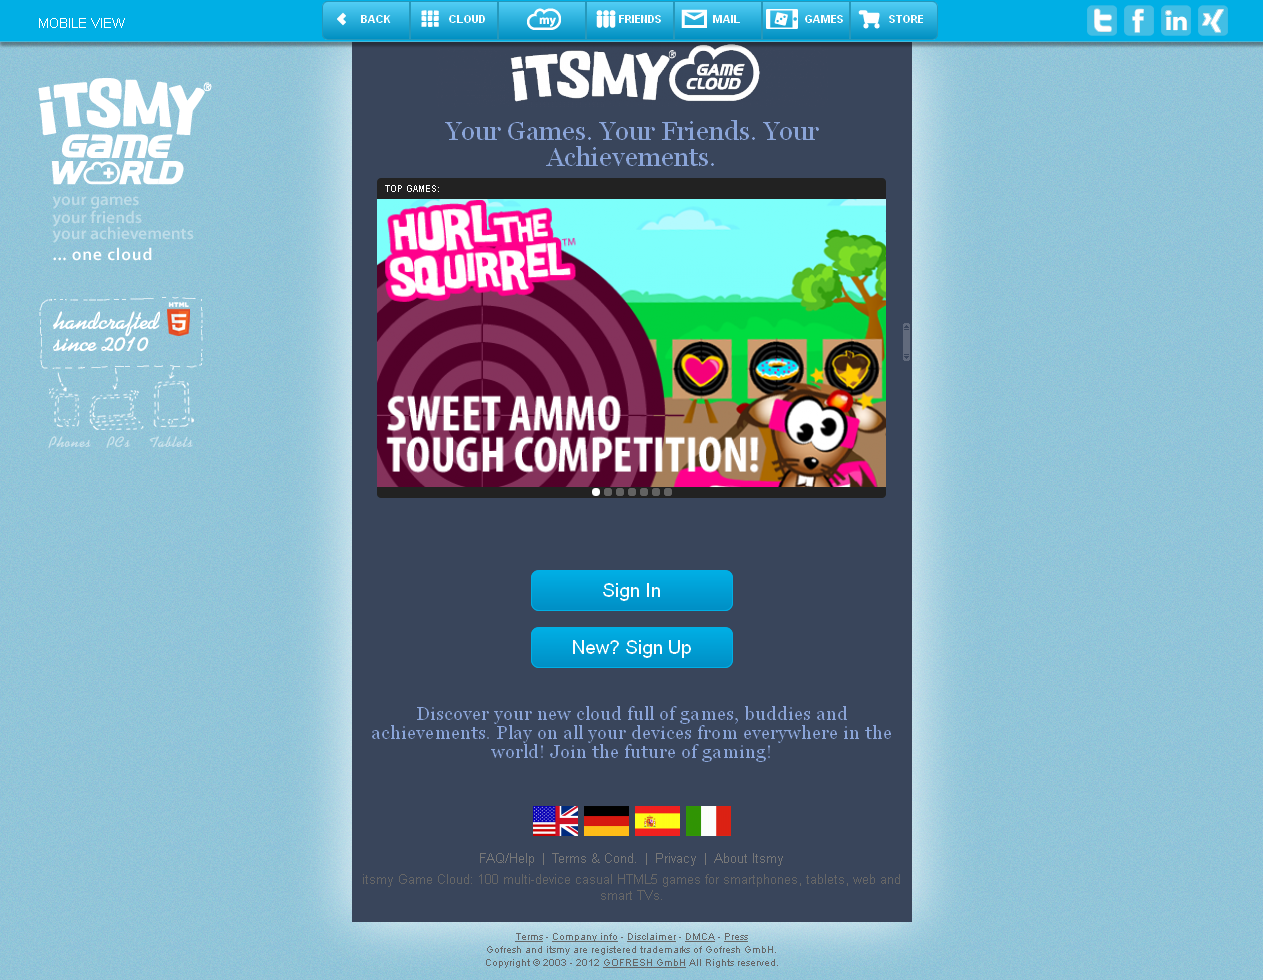 MOBILE VIEW
BACK
CLOUD
my
FRIENDS
MAIL
GAMES
STORE
iTSMY®
GAME
WORLD
your games
your friends
your achievements
... one cloud
HTML
5
handcrafted
since 2010
Phones PCs Tablets
iTSMY® GAME CLOUD
Your Games. Your Friends. Your
Achievements.
TOP GAMES:
HURL THE
SQUIRREL™
SWEET AMMO
TOUGH COMPETITION!
Sign In
New? Sign Up
Discover your new cloud full of games, buddies and
achievements. Play on all your devices from everywhere in the
world! Join the future of gaming!
FAQ/Help | Terms & Cond. | Privacy | About Itsmy
itsmy Game Cloud: 100 multi-device casual HTML5 games for smartphones, tablets, web and
smart TVs.
Terms - Company info - Disclaimer - DMCA - Press
Gofresh and itsmy are registered trademarks of Gofresh GmbH.
Copyright © 2003 - 2012 GOFRESH GmbH All Rights reserved.